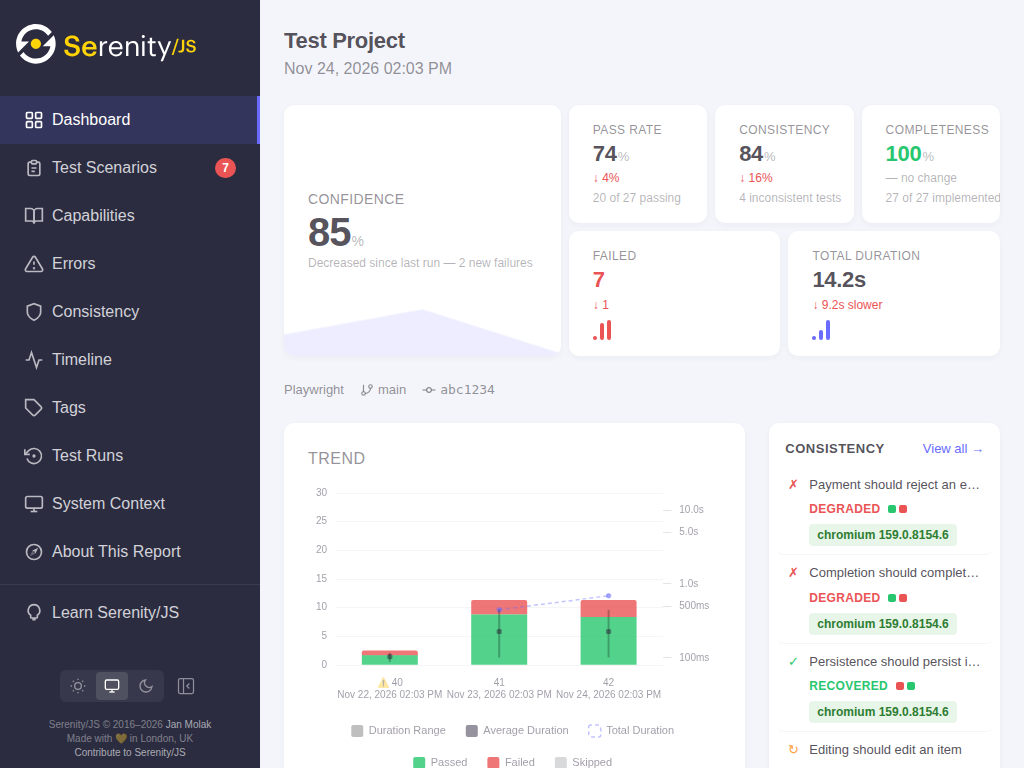 Serenity/JS
Dashboard
Test Scenarios 7
Capabilities
Errors
Consistency
Timeline
Tags
Test Runs
System Context
About This Report
Learn Serenity/JS
Serenity/JS © 2016–2026 Jan Molak
Made with 💛 in London, UK
Contribute to Serenity/JS
Test Project
Nov 24, 2026 02:03 PM
CONFIDENCE
85%
Decreased since last run — 2 new failures
PASS RATE
74%
↓ 4%
20 of 27 passing
CONSISTENCY
84%
↓ 16%
4 inconsistent tests
COMPLETENESS
100%
— no change
27 of 27 implemented
FAILED
7
↓ 1
TOTAL DURATION
14.2s
↓ 9.2s slower
Playwright main abc1234
TREND
30
25
20
15
10
5
0
10.0s
5.0s
1.0s
500ms
100ms
⚠️ 40
Nov 22, 2026 02:03 PM
41
Nov 23, 2026 02:03 PM
42
Nov 24, 2026 02:03 PM
Duration Range Average Duration Total Duration
Passed Failed Skipped
CONSISTENCY View all →
✗ Payment should reject an e…
DEGRADED
chromium 159.0.8154.6
✗ Completion should complet…
DEGRADED
chromium 159.0.8154.6
✓ Persistence should persist i…
RECOVERED
chromium 159.0.8154.6
↻ Editing should edit an item